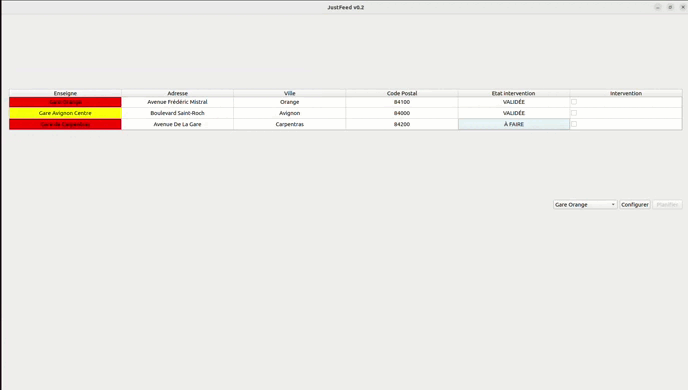 JustFeed v0.2
Enseigne Adresse Ville Code Postal Etat intervention Intervention
Gare Orange Avenue Frédéric Mistral Orange 84100 VALIDÉE
Gare Avignon Centre Boulevard Saint-Roch Avignon 84000 VALIDÉE
Avenue De La Gare Carpentras 84200 À FAIRE
Gare Orange Configurer Planifier